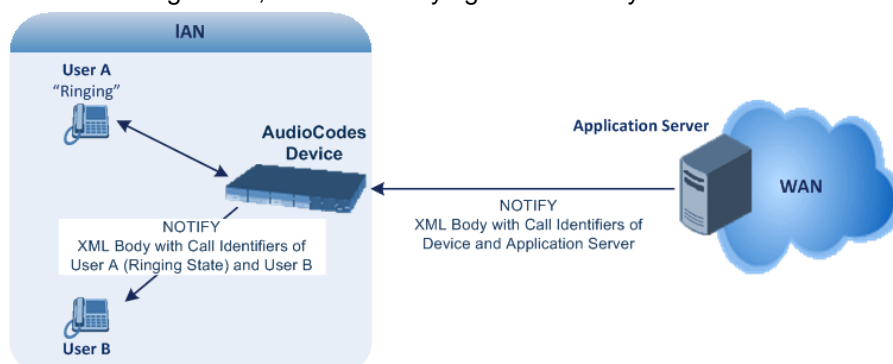 lAN
User A
“Ringing”
AudioCodes
Device
Application Server
WAN
NOTIFY
XML Body with Call Identifiers of
Device and Application Server
NOTIFY
XML Body with Call Identifiers of
User A (Ringing State) and User B
User B